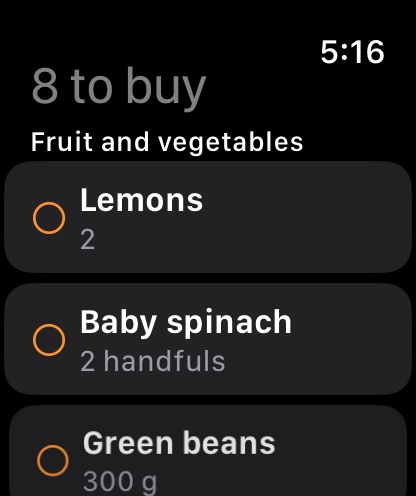 5:16
8 to buy
Fruit and vegetables
Lemons
2
Baby spinach
2 handfuls
Green beans
300 g